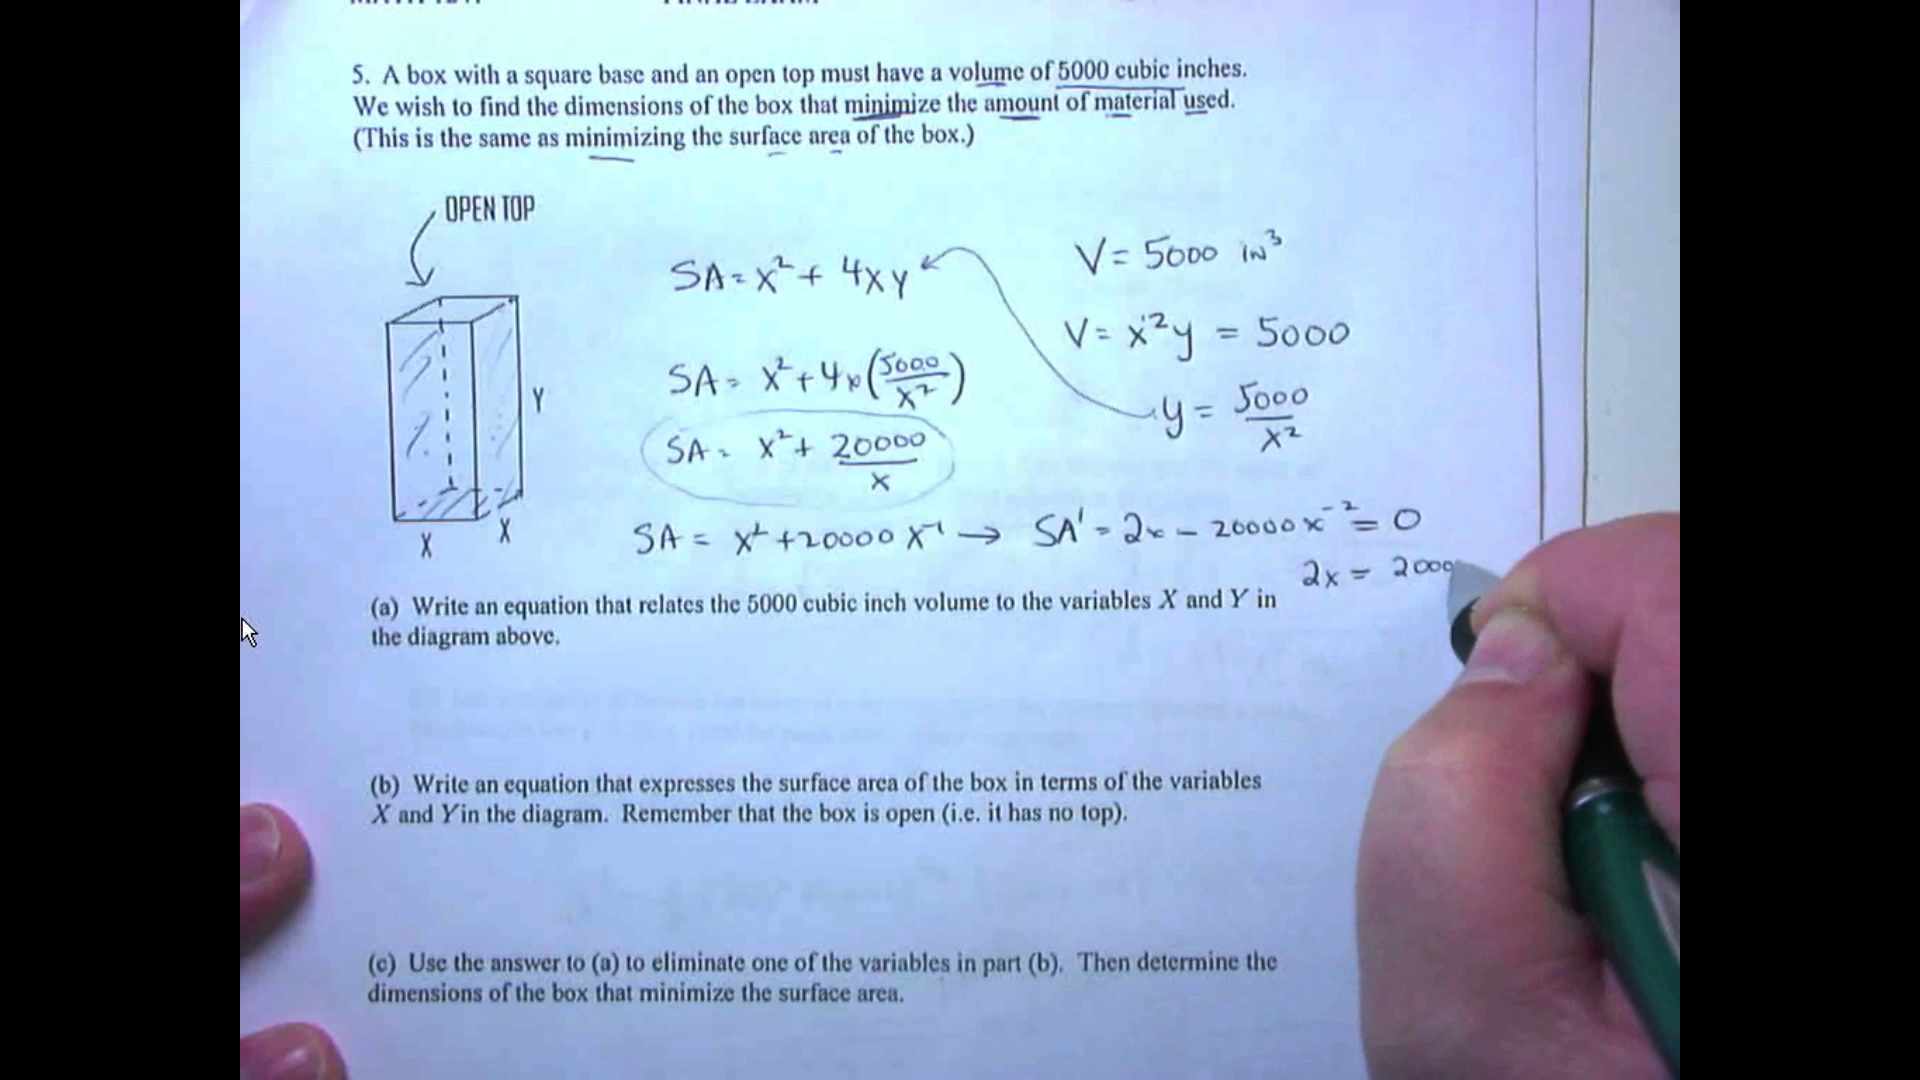 5. A box with a square base and an open top must have a volume of 5000 cubic inches.
We wish to find the dimensions of the box that minimize the amount of material used.
(This is the same as minimizing the surface area of the box.)
OPEN TOP
SA = x² + 4xy
V = 5000 in³
V = x²y = 5000
SA = x² + 4x(5000/x²)
y = 5000/x²
Y
SA = x² + 20000/x
X
X
SA = x² + 20000 x⁻¹ → SA' = 2x - 20000x⁻² = 0
2x = 2000
(a) Write an equation that relates the 5000 cubic inch volume to the variables X and Y in
the diagram above.
(b) Write an equation that expresses the surface area of the box in terms of the variables
X and Y in the diagram. Remember that the box is open (i.e. it has no top).
(c) Use the answer to (a) to eliminate one of the variables in part (b). Then determine the
dimensions of the box that minimize the surface area.